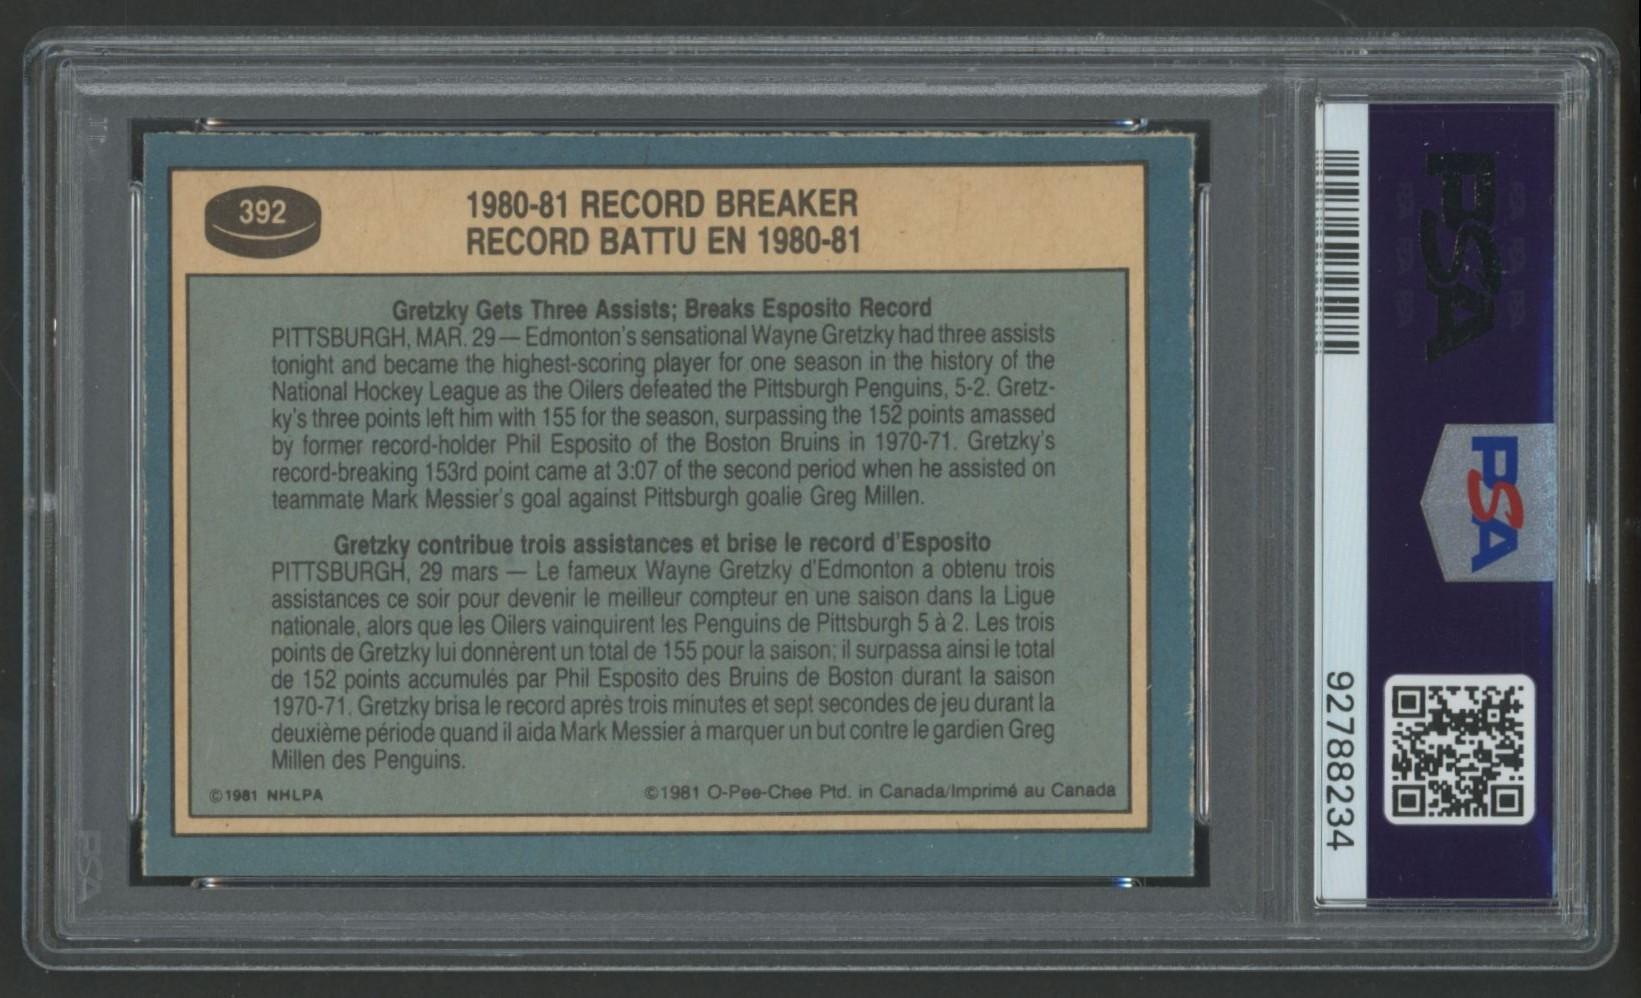 392
1980-81 RECORD BREAKER
RECORD BATTU EN 1980-81
Gretzky Gets Three Assists; Breaks Esposito Record
PITTSBURGH, MAR. 29 — Edmonton's sensational Wayne Gretzky had three assists
tonight and became the highest-scoring player for one season in the history of the
National Hockey League as the Oilers defeated the Pittsburgh Penguins, 5-2. Gretz-
ky's three points left him with 155 for the season, surpassing the 152 points amassed
by former record-holder Phil Esposito of the Boston Bruins in 1970-71. Gretzky's
record-breaking 153rd point came at 3:07 of the second period when he assisted on
teammate Mark Messier's goal against Pittsburgh goalie Greg Millen.
Gretzky contribue trois assistances et brise le record d'Esposito
PITTSBURGH, 29 mars — Le fameux Wayne Gretzky d'Edmonton a obtenu trois
assistances ce soir pour devenir le meilleur compteur en une saison dans la Ligue
nationale, alors que les Oilers vainquirent les Penguins de Pittsburgh 5 à 2. Les trois
points de Gretzky lui donnèrent un total de 155 pour la saison; il surpassa ainsi le total
de 152 points accumulés par Phil Esposito des Bruins de Boston durant la saison
1970-71. Gretzky brisa le record après trois minutes et sept secondes de jeu durant la
deuxième période quand il aida Mark Messier à marquer un but contre le gardien Greg
Millen des Penguins.
©1981 NHLPA
©1981 O-Pee-Chee Ptd. in Canada/Imprimé au Canada
PSA
PSA
92788234
PSA